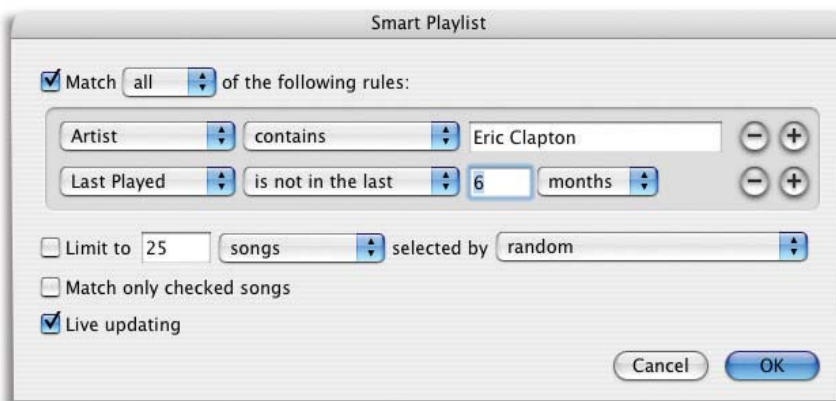 Smart Playlist
Match all of the following rules:
Artist contains Eric Clapton
Last Played is not in the last 6 months
Limit to 25 songs selected by random
Match only checked songs
Live updating
Cancel OK